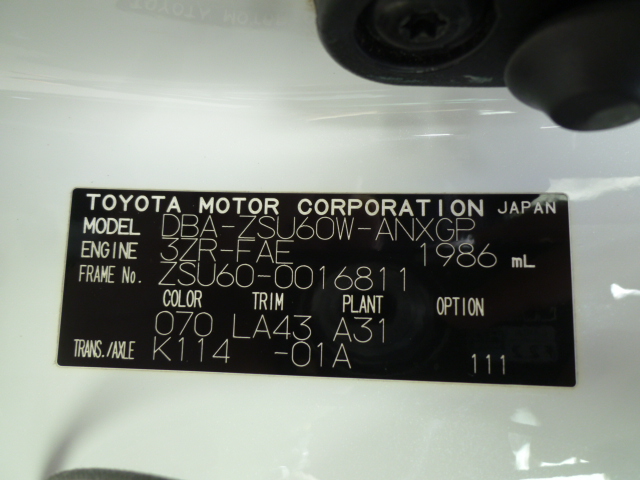 TOYOTA MOTOR CORPORATION JAPAN
MODEL DBA-ZSU60W-ANXGP
ENGINE 3ZR-FAE 1986 mL
FRAME No. ZSU60-0016811
COLOR TRIM PLANT OPTION
070 LA43 A31
TRANS./AXLE K114 -01A 111